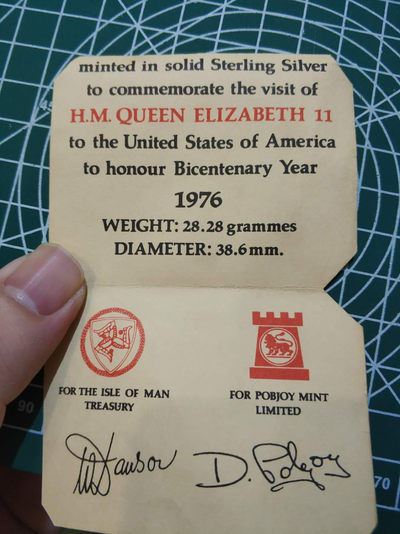 minted in solid Sterling Silver
to commemorate the visit of
H.M. QUEEN ELIZABETH 11
to the United States of America
to honour Bicentenary Year
1976
WEIGHT: 28.28 grammes
DIAMETER: 38.6 mm.
FOR THE ISLE OF MAN
TREASURY
FOR POBJOY MINT
LIMITED
D. Pobjoy
90
70